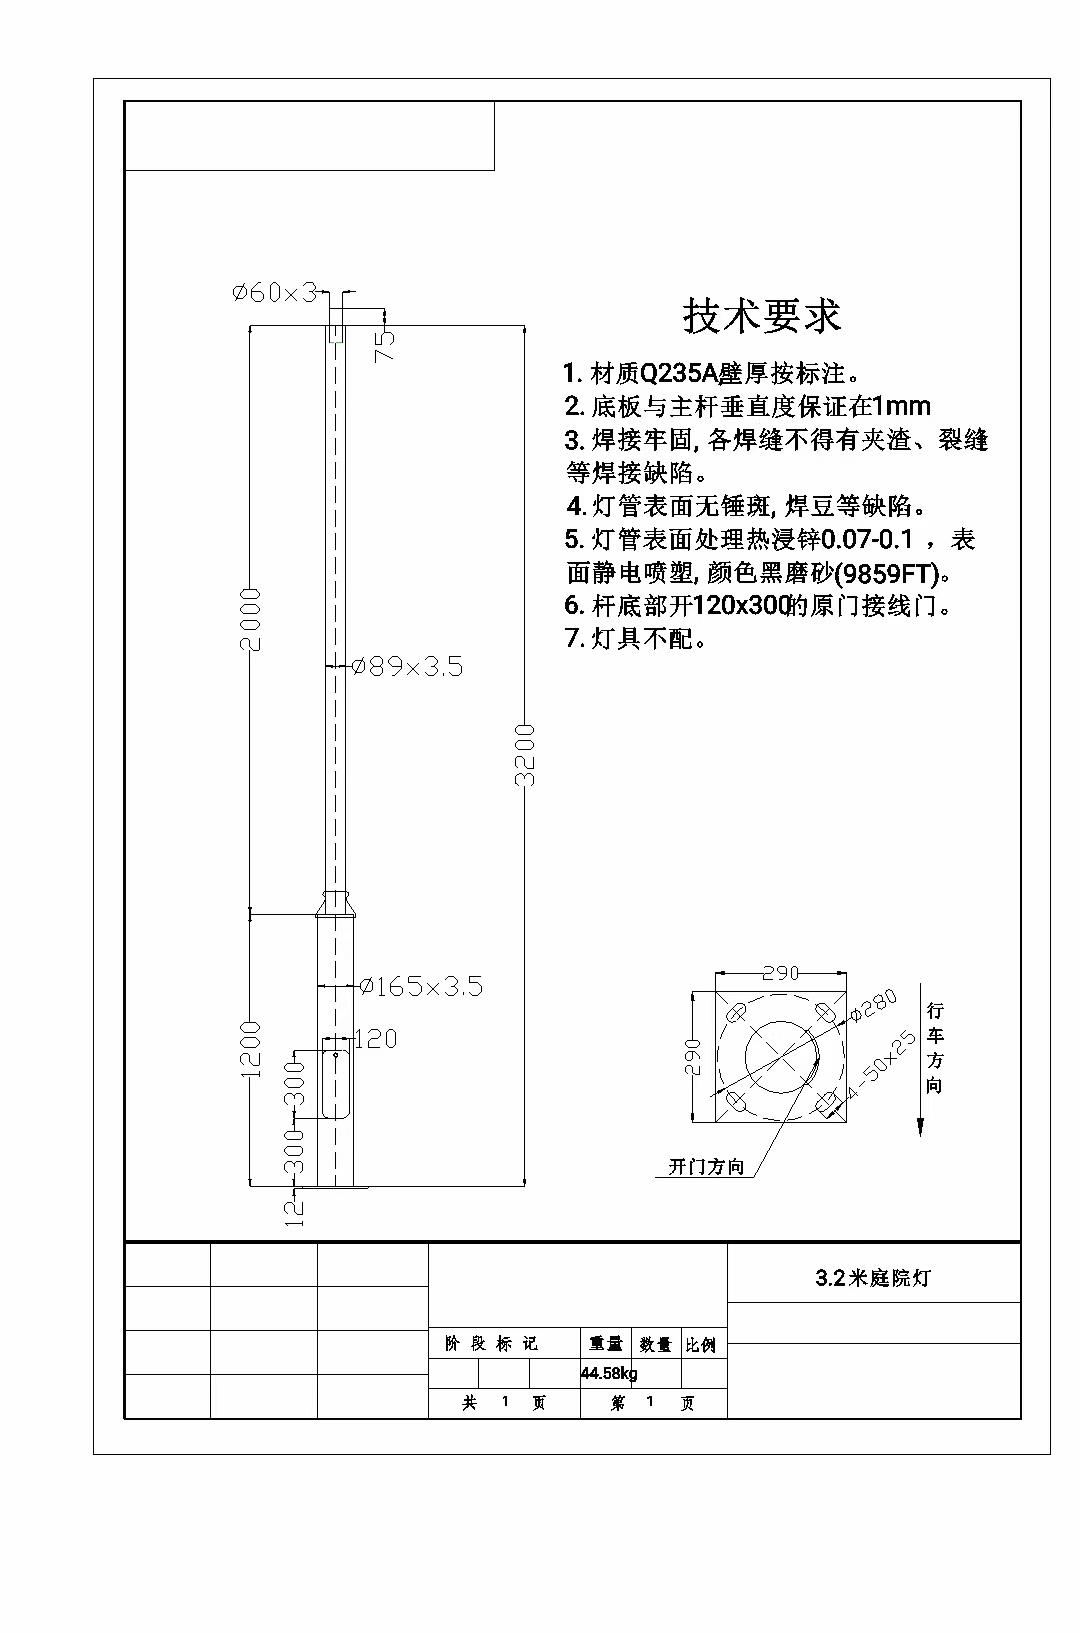 ø60×3
75
2000
ø89×3.5
3200
ø165×3.5
120
1200
300
300
12
技术要求
1. 材质Q235A,壁厚按标注。
2. 底板与主杆垂直度保证在1mm
3. 焊接牢固, 各焊缝不得有夹渣、裂缝
等焊接缺陷。
4. 灯管表面无锤斑, 焊豆等缺陷。
5. 灯管表面处理热浸锌0.07-0.1 ，表
面静电喷塑, 颜色黑磨砂(9859FT)。
6. 杆底部开120x300的原门接线门。
7. 灯具不配。
290
290
ø280
4-50×25
行车方向
开门方向
3.2米庭院灯
阶 段 标 记 重量 数量 比例
44.58kg
共 1 页 第 1 页